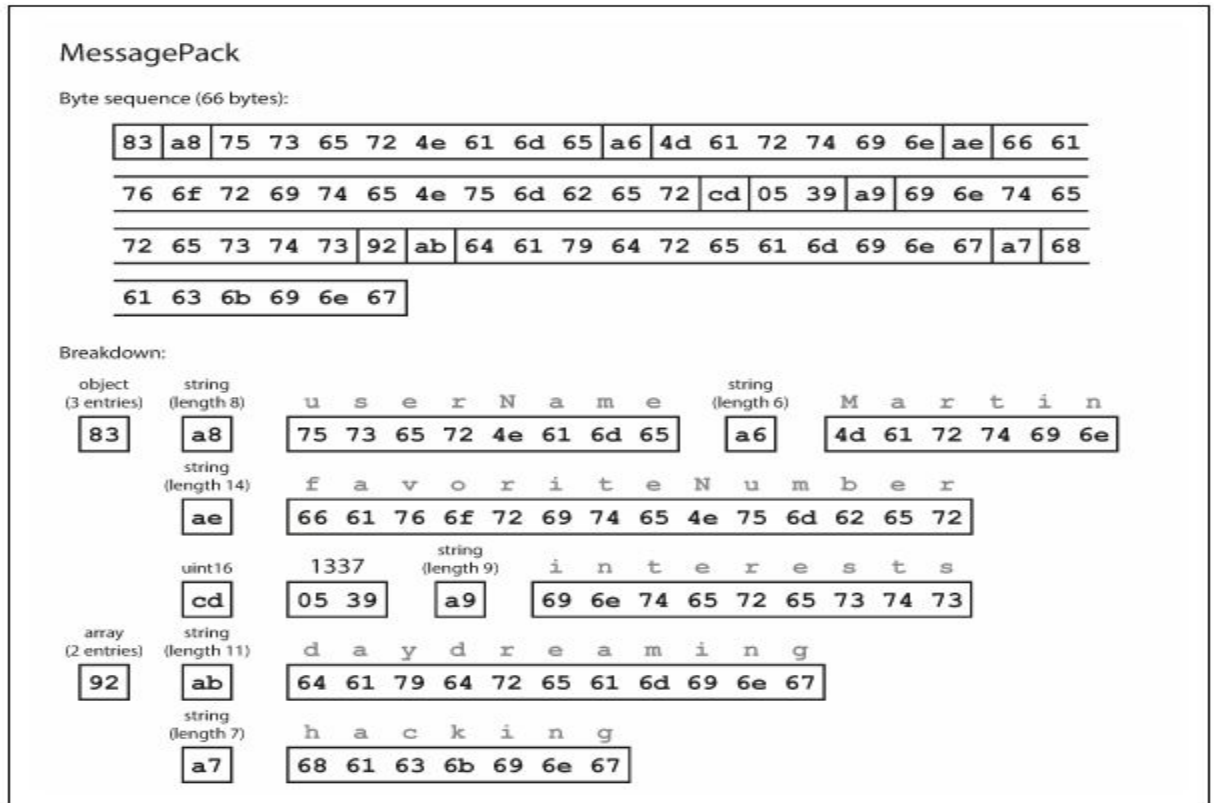 MessagePack
Byte sequence (66 bytes):
83 a8 75 73 65 72 4e 61 6d 65 a6 4d 61 72 74 69 6e ae 66 61
76 6f 72 69 74 65 4e 75 6d 62 65 72 cd 05 39 a9 69 6e 74 65
72 65 73 74 73 92 ab 64 61 79 64 72 65 61 6d 69 6e 67 a7 68
61 63 6b 69 6e 67
Breakdown:
object string string
(3 entries) (length 8) u s e r N a m e (length 6) M a r t i n
83 a8 75 73 65 72 4e 61 6d 65 a6 4d 61 72 74 69 6e
string
(length 14) f a v o r i t e N u m b e r
ae 66 61 76 6f 72 69 74 65 4e 75 6d 62 65 72
string
uint16 1337 (length 9) i n t e r e s t s
cd 05 39 a9 69 6e 74 65 72 65 73 74 73
array string
(2 entries) (length 11) d a y d r e a m i n g
92 ab 64 61 79 64 72 65 61 6d 69 6e 67
string
(length 7) h a c k i n g
a7 68 61 63 6b 69 6e 67